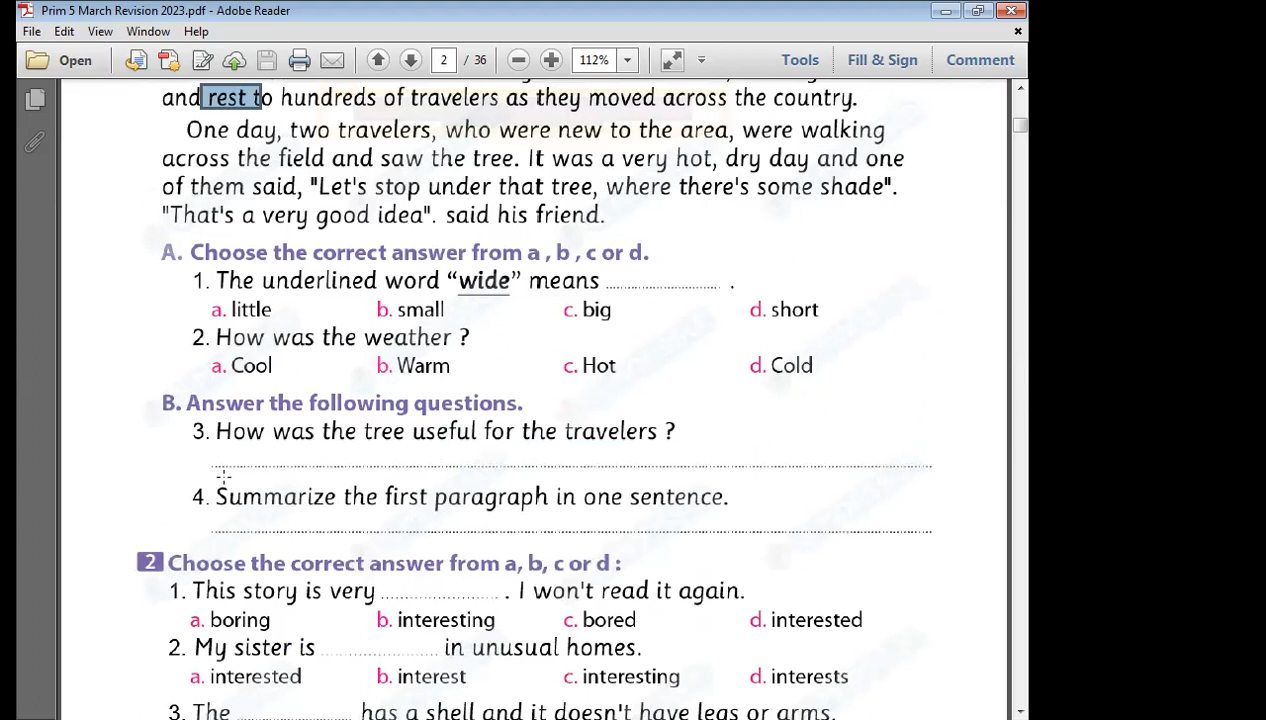 Prim 5 March Revision 2023.pdf - Adobe Reader
File Edit View Window Help
Open 2 / 36 112% Tools Fill & Sign Comment
and rest to hundreds of travelers as they moved across the country.
One day, two travelers, who were new to the area, were walking
across the field and saw the tree. It was a very hot, dry day and one
of them said, "Let's stop under that tree, where there's some shade".
"That's a very good idea". said his friend.
A. Choose the correct answer from a , b , c or d.
1. The underlined word “wide” means ........................... .
a. little b. small c. big d. short
2. How was the weather ?
a. Cool b. Warm c. Hot d. Cold
B. Answer the following questions.
3. How was the tree useful for the travelers ?
4. Summarize the first paragraph in one sentence.
2 Choose the correct answer from a, b, c or d :
1. This story is very ........................... . I won't read it again.
a. boring b. interesting c. bored d. interested
2. My sister is ........................... in unusual homes.
a. interested b. interest c. interesting d. interests
3. The ........................... has a shell and it doesn't have legs or arms.